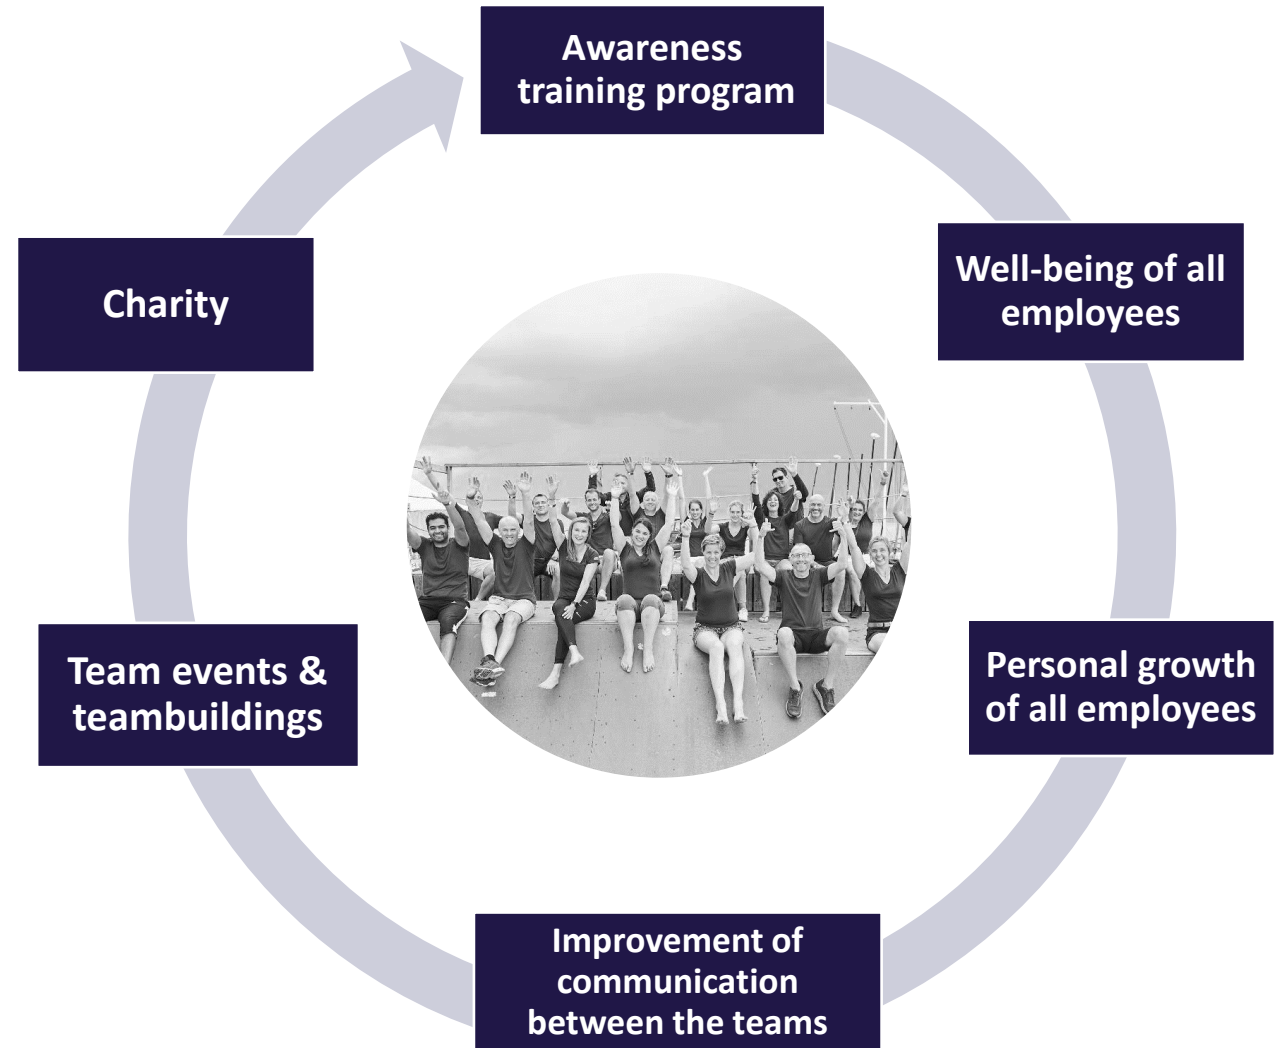 Awareness
training program
Well-being of all
employees
Personal growth
of all employees
Improvement of
communication
between the teams
Team events &
teambuildings
Charity